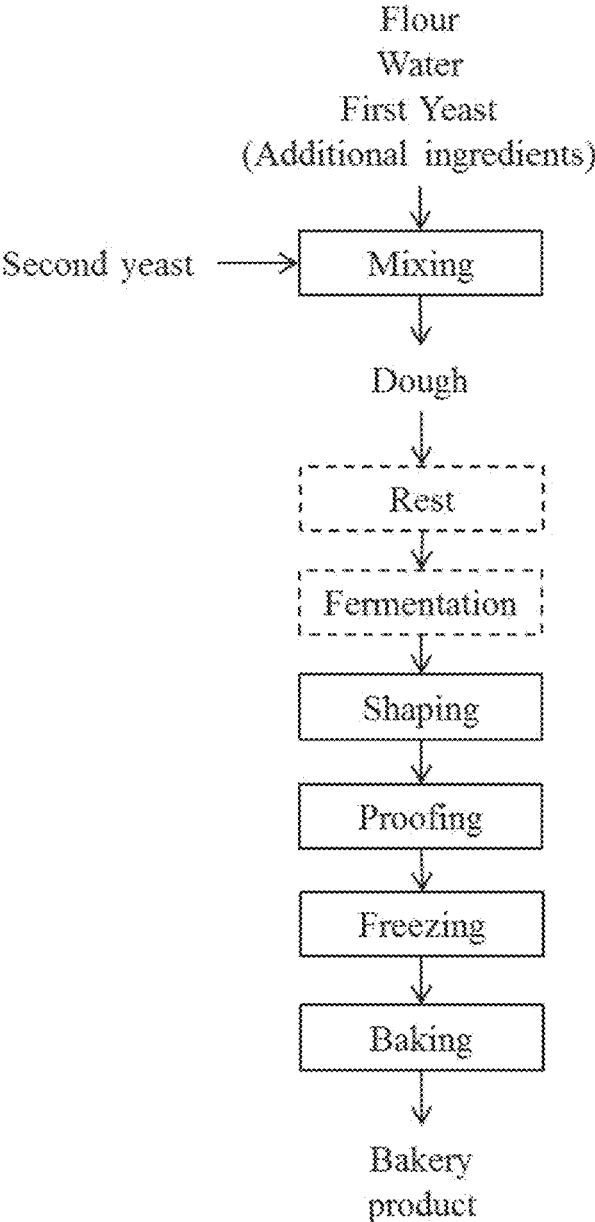 Flour
Water
First Yeast
(Additional ingredients)
Second yeast
Mixing
Dough
Rest
Fermentation
Shaping
Proofing
Freezing
Baking
Bakery
product